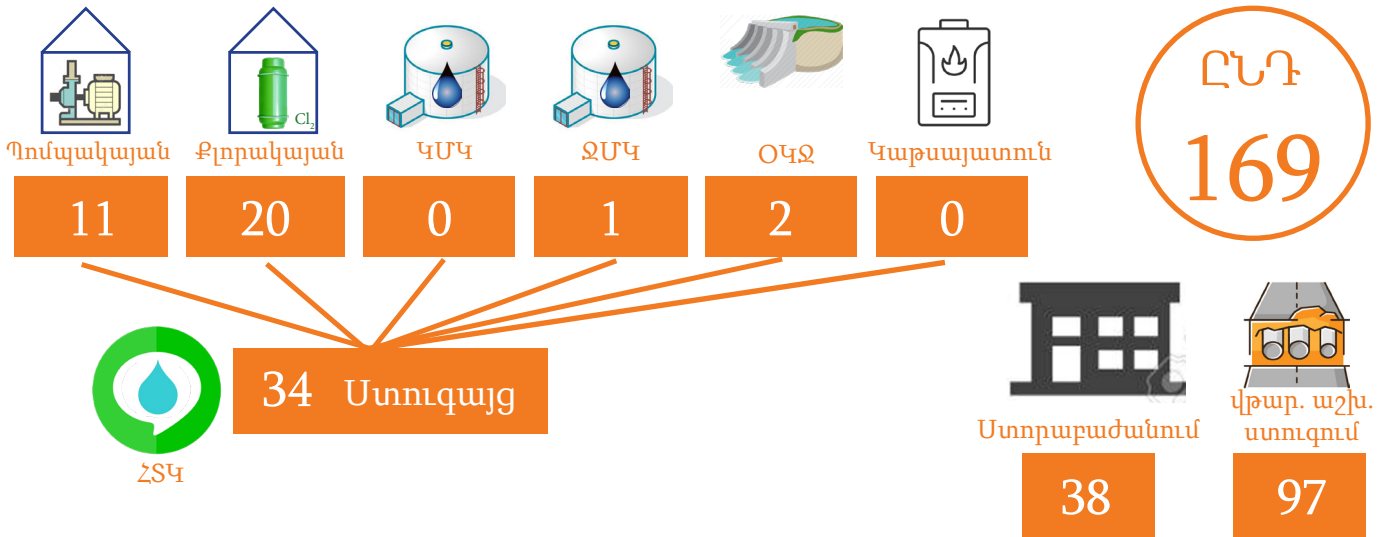 Cl2
Պոմպակայան Քլորակայան ԿՄԿ ՋՄԿ ՕԿՋ Կաթսայատուն
11 20 0 1 2 0
ԸՆԴ
169
34 Ստուգայց
ՀՏԿ
Ստորաբաժանում
38
վթար. աշխ.
ստուգում
97